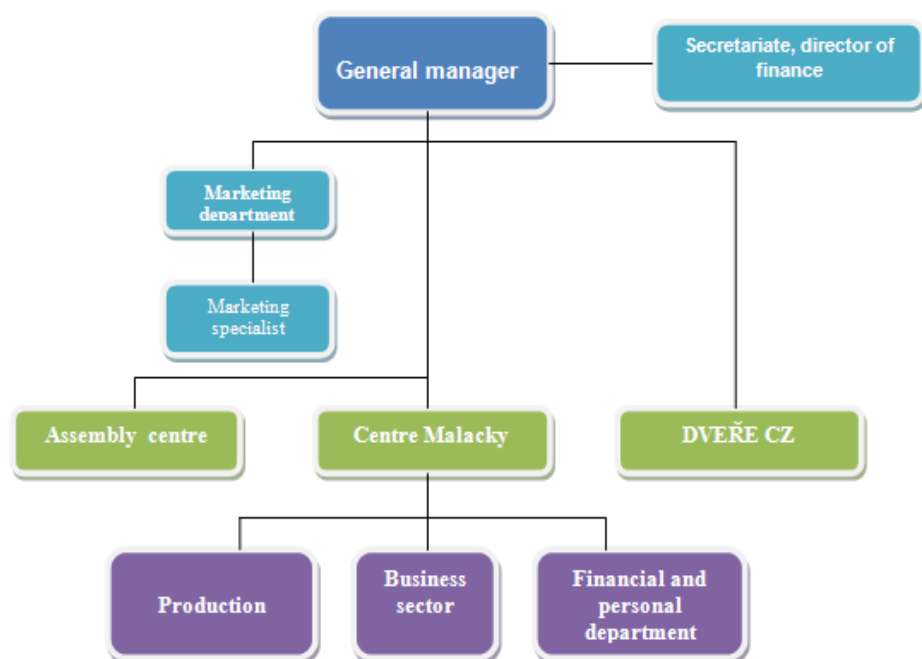 General manager
Secretariate, director of
finance
Marketing
department
Marketing
specialist
Assembly centre
Centre Malacky
DVEŘE CZ
Production
Business
sector
Financial and
personal
department